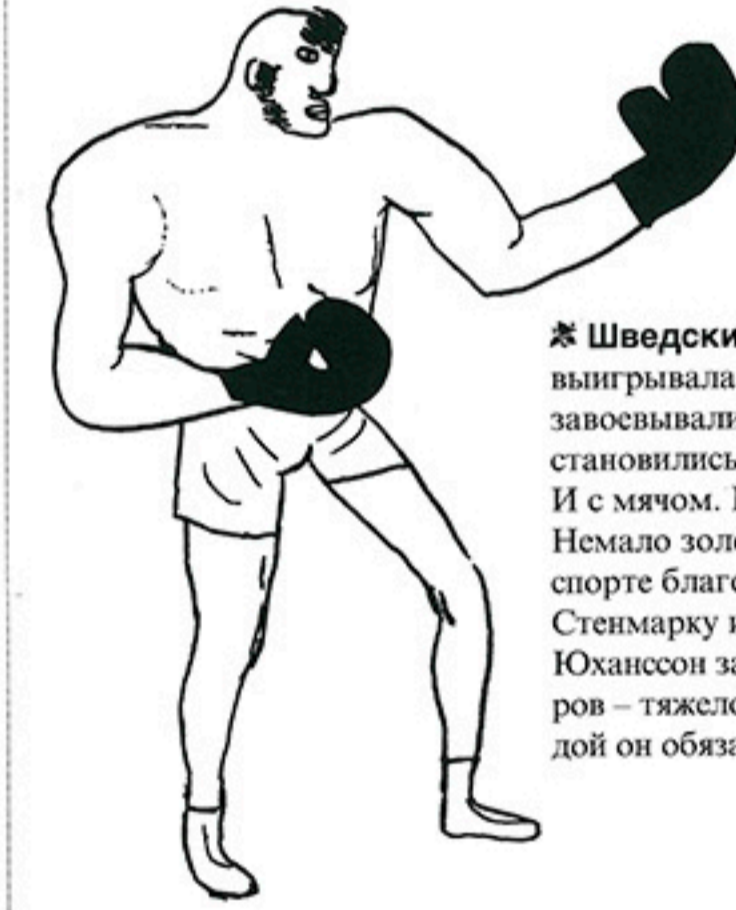 Шведски
выигрывала
завоевывали
становились
И с мячом.
Немало золо
спорте благо
Стенмарку и
Юханссон за
ров – тяжело
дой он обяза